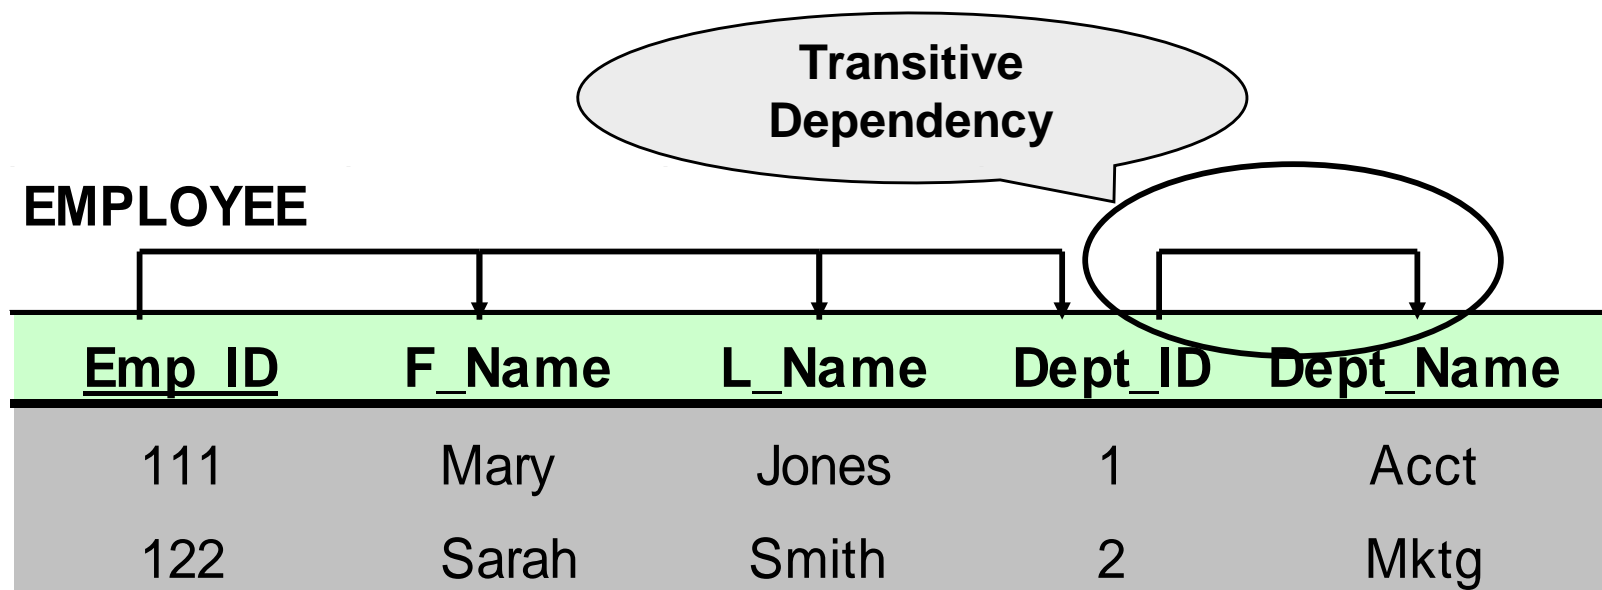 Transitive
Dependency
EMPLOYEE
Emp_ID F_Name L_Name Dept_ID Dept_Name
111 Mary Jones 1 Acct
122 Sarah Smith 2 Mktg